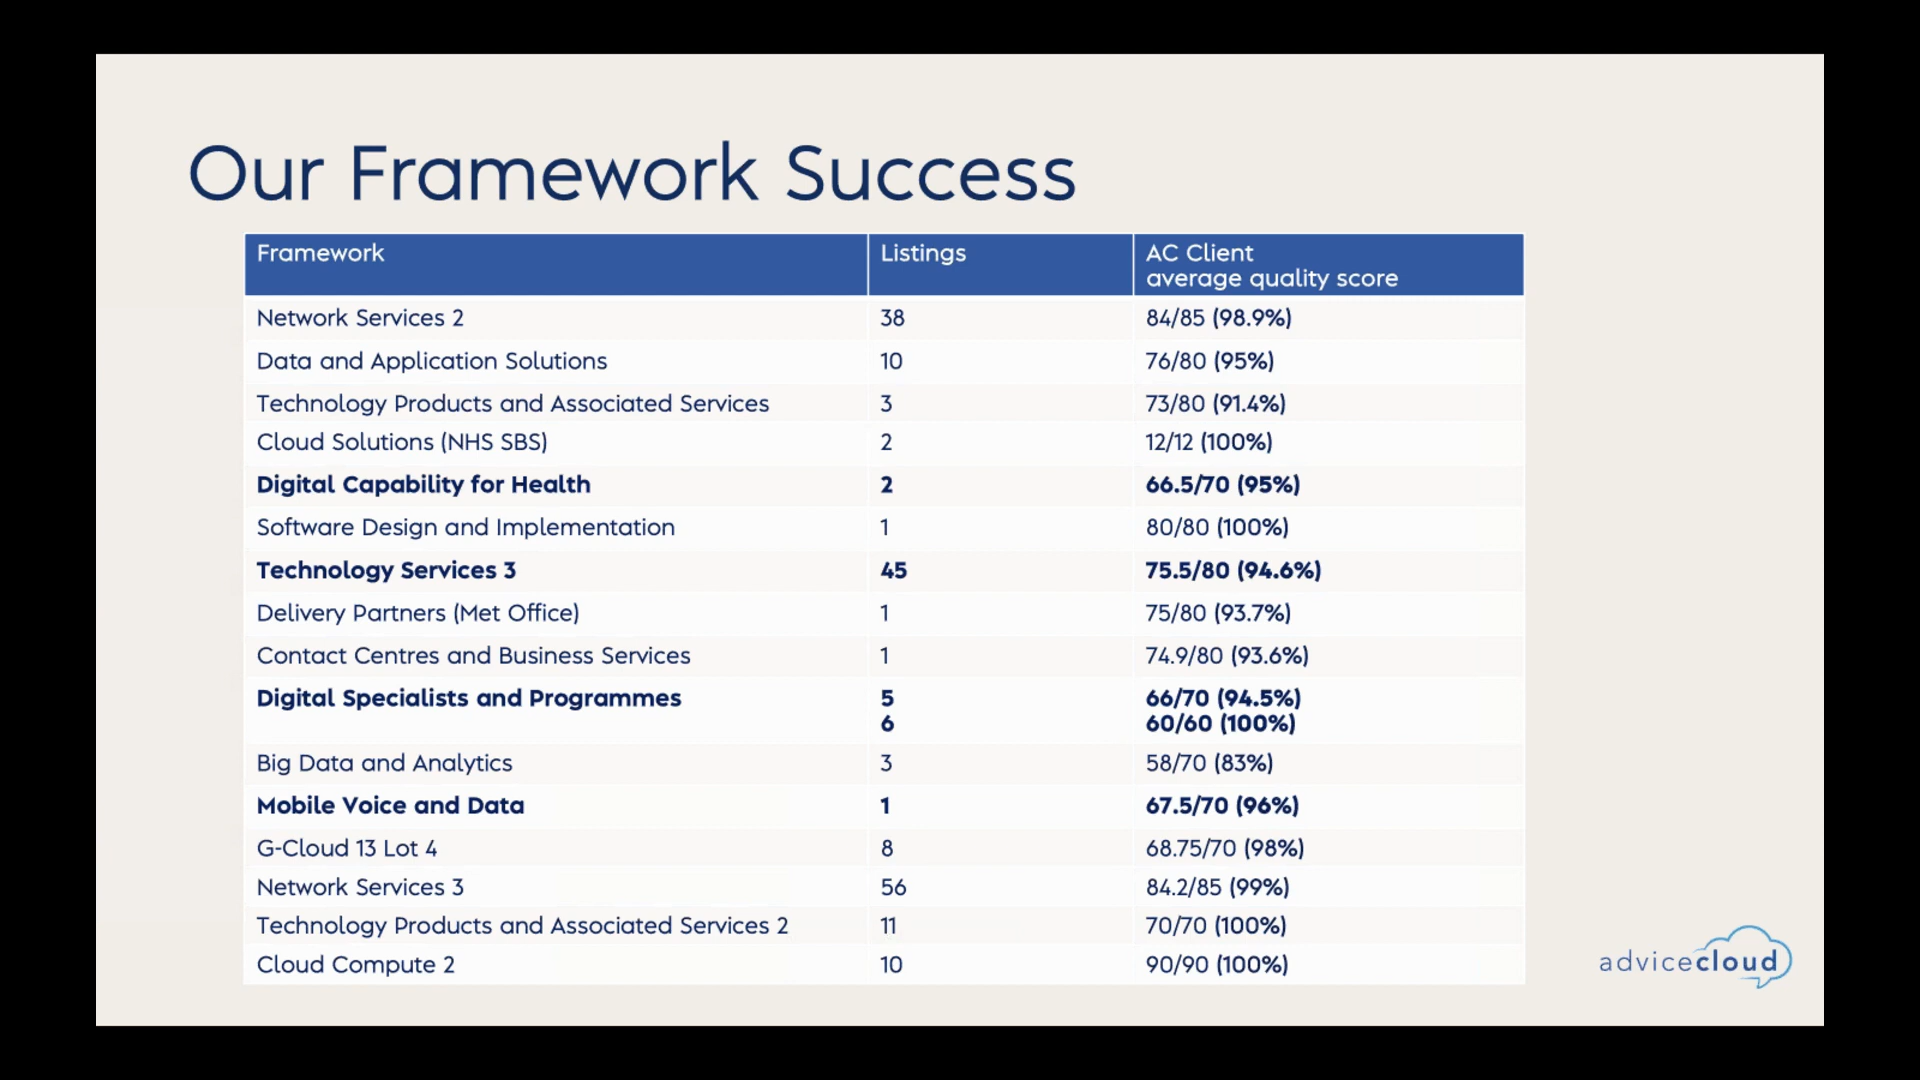 Our Framework Success
Framework Listings AC Client
average quality score
Network Services 2 38 84/85 (98.9%)
Data and Application Solutions 10 76/80 (95%)
Technology Products and Associated Services 3 73/80 (91.4%)
Cloud Solutions (NHS SBS) 2 12/12 (100%)
Digital Capability for Health 2 66.5/70 (95%)
Software Design and Implementation 1 80/80 (100%)
Technology Services 3 45 75.5/80 (94.6%)
Delivery Partners (Met Office) 1 75/80 (93.7%)
Contact Centres and Business Services 1 74.9/80 (93.6%)
Digital Specialists and Programmes 5 66/70 (94.5%)
6 60/60 (100%)
Big Data and Analytics 3 58/70 (83%)
Mobile Voice and Data 1 67.5/70 (96%)
G-Cloud 13 Lot 4 8 68.75/70 (98%)
Network Services 3 56 84.2/85 (99%)
Technology Products and Associated Services 2 11 70/70 (100%)
Cloud Compute 2 10 90/90 (100%)
advicecloud